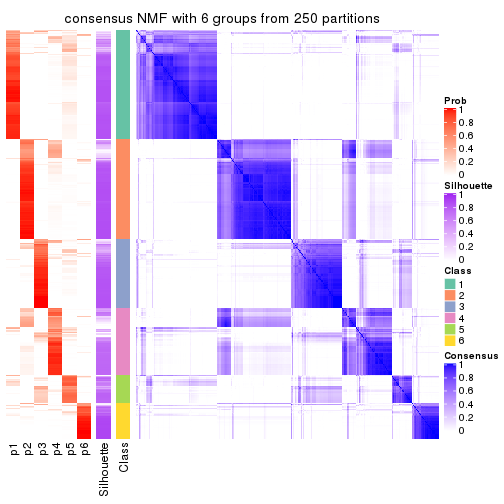 consensus NMF with 6 groups from 250 partitions
Prob
1
0.8
0.6
0.4
0.2
0
Silhouette
1
0.8
0.6
0.4
0.2
0
Class
1
2
3
4
5
6
Consensus
1
0.8
0.6
0.4
0.2
0
p1
p2
p3
p4
p5
p6
Silhouette
Class